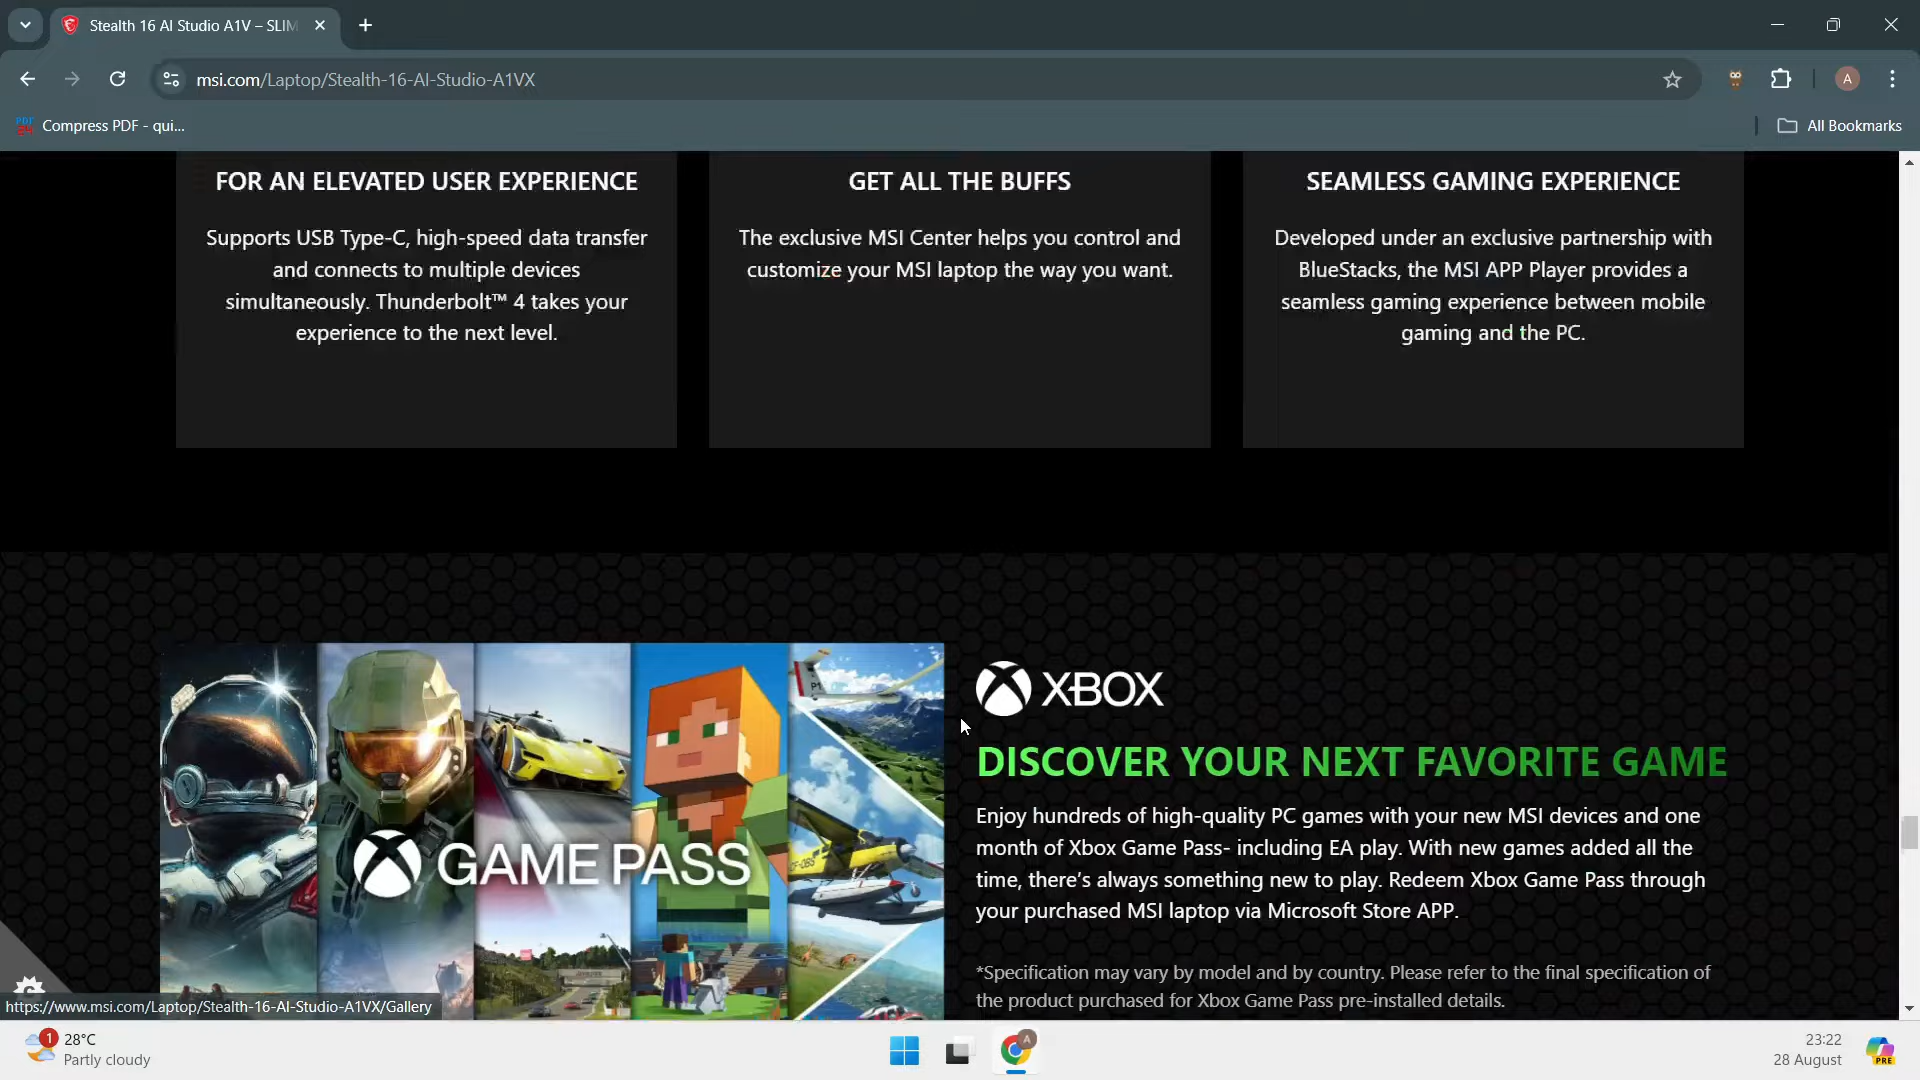 Stealth 16 AI Studio A1V – SLIM
msi.com/Laptop/Stealth-16-AI-Studio-A1VX
A
Compress PDF - qui...
All Bookmarks
FOR AN ELEVATED USER EXPERIENCE
Supports USB Type-C, high-speed data transfer
and connects to multiple devices
simultaneously. Thunderbolt™ 4 takes your
experience to the next level.
GET ALL THE BUFFS
The exclusive MSI Center helps you control and
customize your MSI laptop the way you want.
SEAMLESS GAMING EXPERIENCE
Developed under an exclusive partnership with
BlueStacks, the MSI APP Player provides a
seamless gaming experience between mobile
gaming and the PC.
GAME PASS
XBOX
DISCOVER YOUR NEXT FAVORITE GAME
Enjoy hundreds of high-quality PC games with your new MSI devices and one
month of Xbox Game Pass- including EA play. With new games added all the
time, there's always something new to play. Redeem Xbox Game Pass through
your purchased MSI laptop via Microsoft Store APP.
*Specification may vary by model and by country. Please refer to the final specification of
the product purchased for Xbox Game Pass pre-installed details.
https://www.msi.com/Laptop/Stealth-16-AI-Studio-A1VX/Gallery
1
28°C
Partly cloudy
A
23:22
28 August
PRE